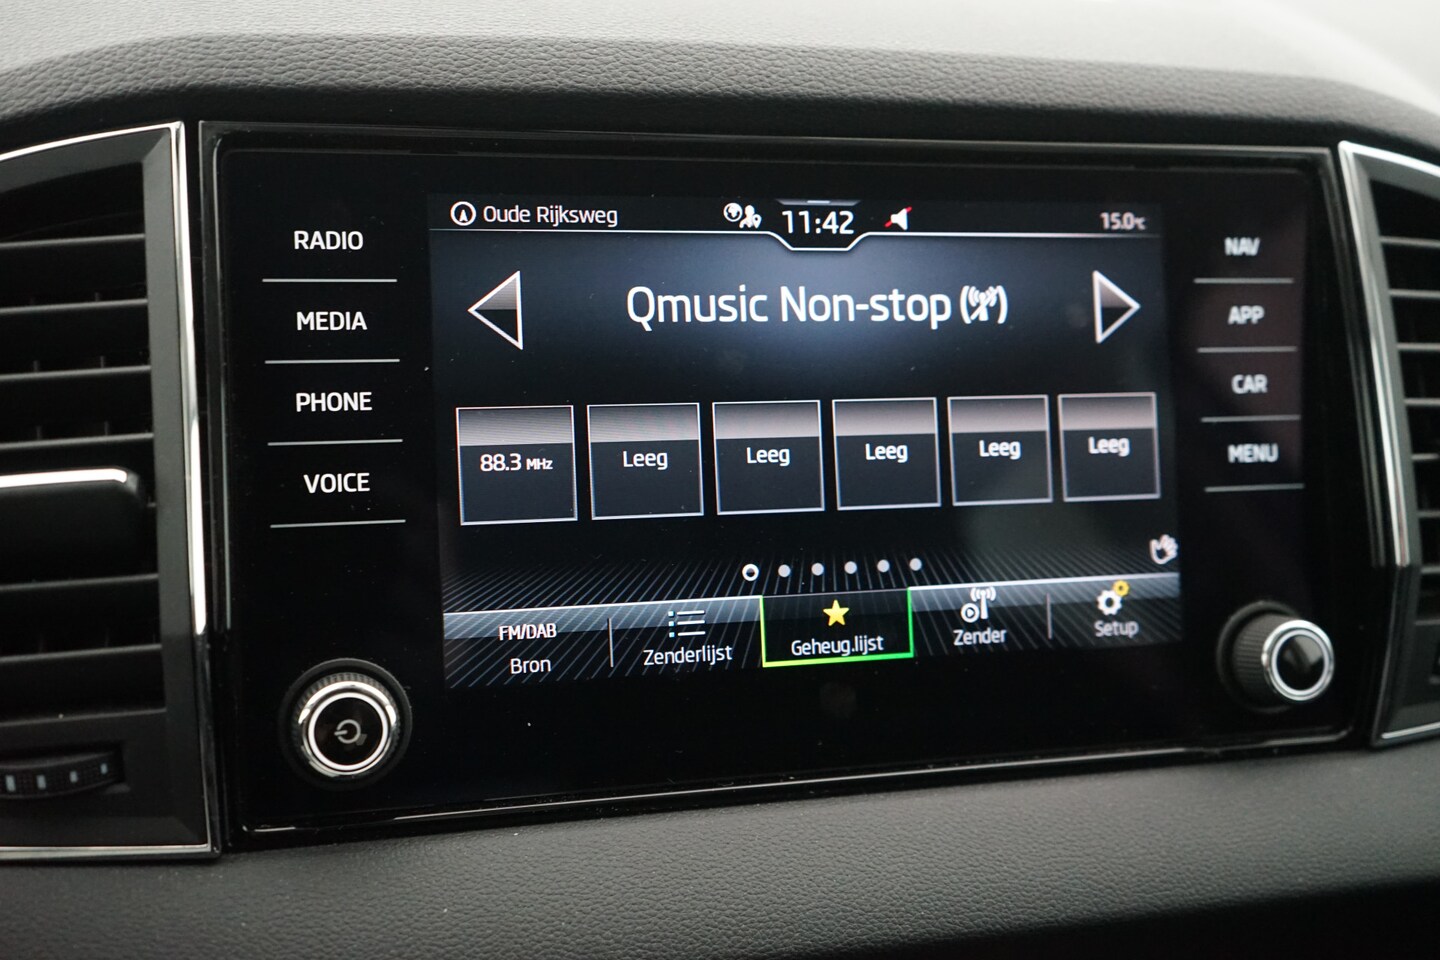 RADIO
MEDIA
PHONE
VOICE
Oude Rijksweg
11:42
15.0°C
Qmusic Non-stop
88.3 MHz
Leeg
Leeg
Leeg
Leeg
Leeg
FM/DAB
Bron
Zenderlijst
Geheug.lijst
Zender
Setup
NAV
APP
CAR
MENU